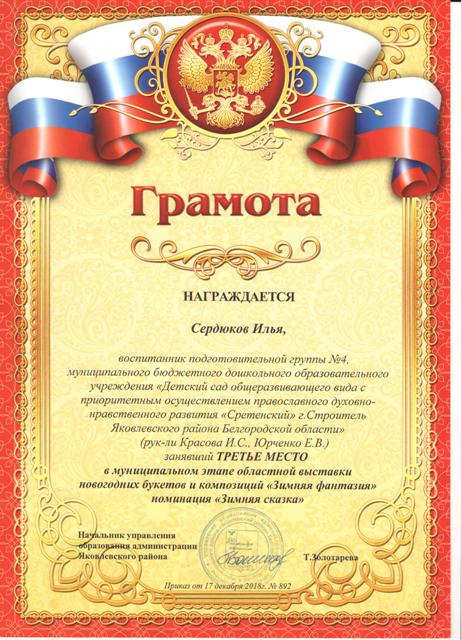 Грамота
НАГРАЖДАЕТСЯ
Сердюков Илья,
воспитанник подготовительной группы №4,
муниципального бюджетного дошкольного образовательного
учреждения «Детский сад общеразвивающего вида с
приоритетным осуществлением православного духовно-
нравственного развития «Сретенский» г.Строитель
Яковлевского района Белгородской области»
(рук-ли Красова И.С., Юрченко Е.В.)
занявший ТРЕТЬЕ МЕСТО
в муниципальном этапе областной выставки
новогодних букетов и композиций «Зимняя фантазия»
номинация «Зимняя сказка»
Начальник управления
образования администрации
Яковлевского района
Т.Золотарева
Приказ от 17 декабря 2018г. № 892